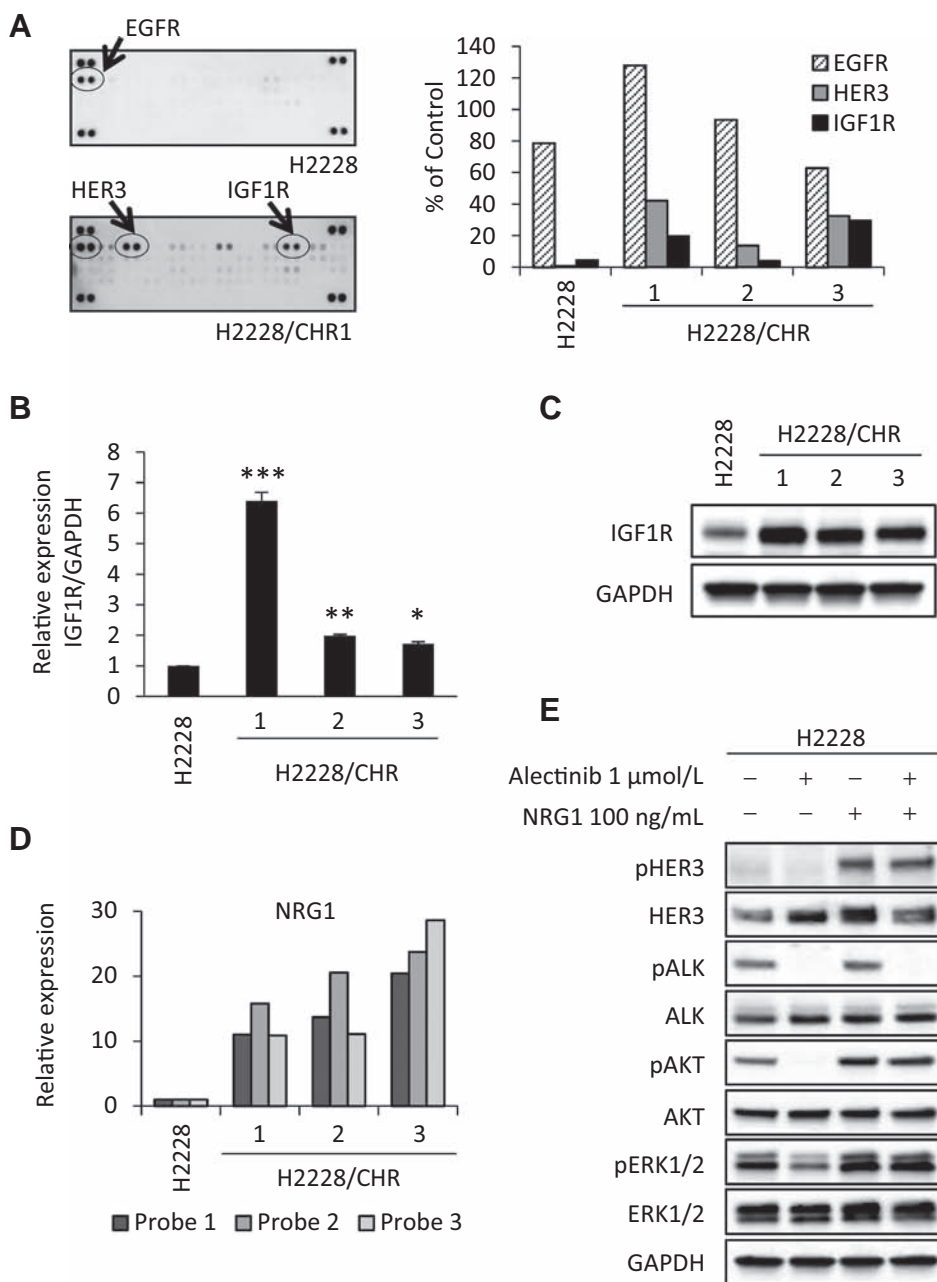 A
EGFR
H2228
HER3 IGF1R
H2228/CHR1
% of Control
140
120
100
80
60
40
20
0
EGFR
HER3
IGF1R
H2228
1 2 3
H2228/CHR
B
Relative expression
IGF1R/GAPDH
8
7
6
5
4
3
2
1
0
***
**
*
H2228
1 2 3
H2228/CHR
C
H2228
H2228/CHR
1 2 3
IGF1R
GAPDH
D
NRG1
Relative expression
30
20
10
0
H2228
1 2 3
H2228/CHR
Probe 1 Probe 2 Probe 3
E
H2228
Alectinib 1 μmol/L − + − +
NRG1 100 ng/mL − − + +
pHER3
HER3
pALK
ALK
pAKT
AKT
pERK1/2
ERK1/2
GAPDH